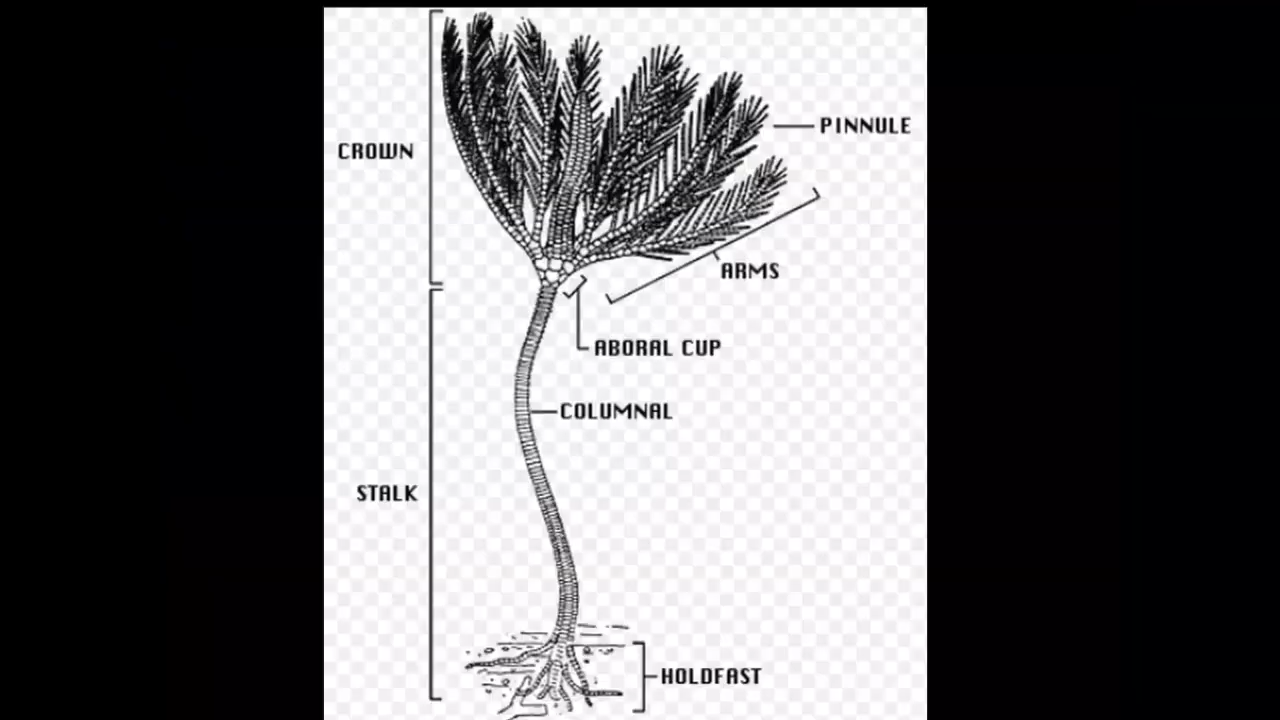 PINNULE
CROWN
ARMS
ABORAL CUP
COLUMNAL
STALK
HOLDFAST